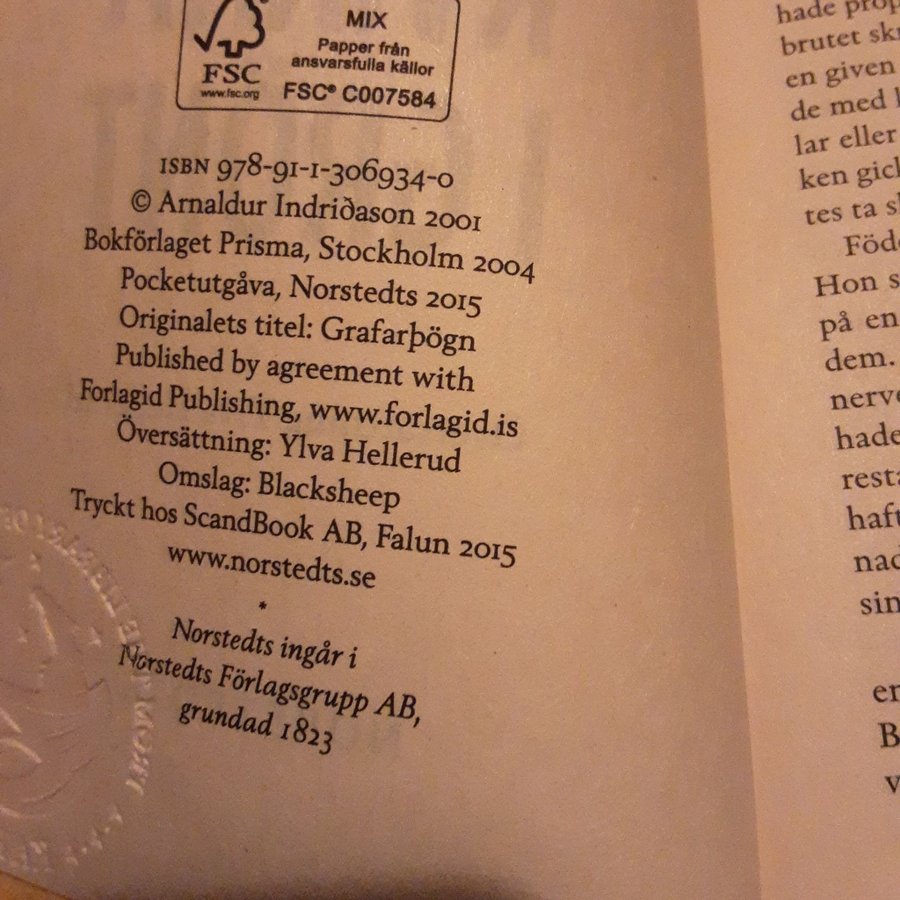 MIX
Papper från
ansvarsfulla källor
FSC
www.fsc.org
FSC® C007584
ISBN 978-91-1-306934-0
© Arnaldur Indriðason 2001
Bokförlaget Prisma, Stockholm 2004
Pocketutgåva, Norstedts 2015
Originalets titel: Grafarþögn
Published by agreement with
Forlagid Publishing, www.forlagid.is
Översättning: Ylva Hellerud
Omslag: Blacksheep
Tryckt hos ScandBook AB, Falun 2015
www.norstedts.se
*
Norstedts ingår i
Norstedts Förlagsgrupp AB,
grundad 1823
hade
brutet
en given
de med
lar eller
ken
tes ta
Hon
på en
dem.
hade